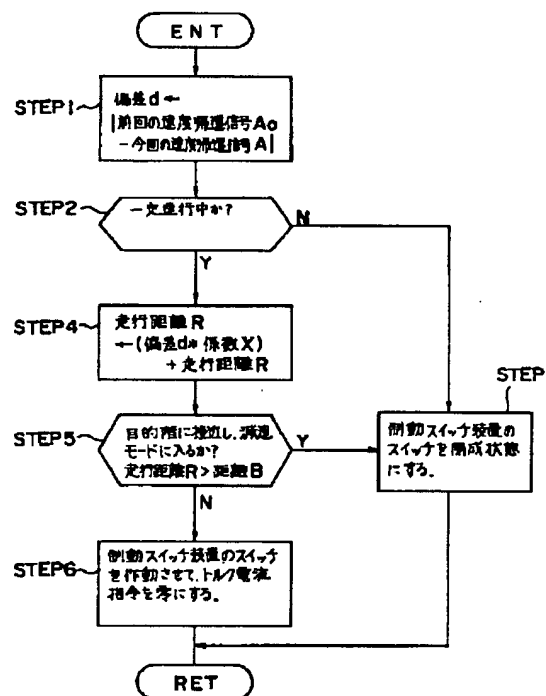 ENT
STEP1
偏差d←
|前回の速度帰還信号Ao
−今回の速度帰還信号A|
STEP2
一定速行中か?
N
Y
STEP4
走行距離R
←(偏差d*係数X)
+走行距離R
STEP
STEP5
目的階に接近し、減速
モードに入るか?
走行距離R>距離B
Y
N
制動スイッチ装置の
スイッチを開成状態
にする。
STEP6
制動スイッチ装置のスイッチ
を作動させて、トルク電流
指令を零にする。
RET